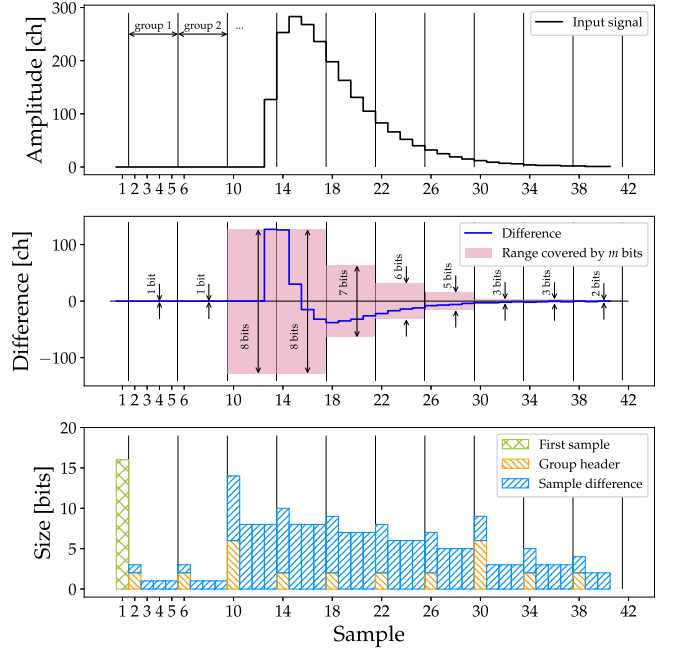 300
200
100
0
Amplitude [ch]
group 1
group 2
...
Input signal
1 2 3 4 5 6 10 14 18 22 26 30 34 38 42
100
0
−100
Difference [ch]
1 bit
1 bit
8 bits
8 bits
7 bits
6 bits
5 bits
3 bits
3 bits
2 bits
Difference
Range covered by m bits
1 2 3 4 5 6 10 14 18 22 26 30 34 38 42
20
15
10
5
0
Size [bits]
First sample
Group header
Sample difference
1 2 3 4 5 6 10 14 18 22 26 30 34 38 42
Sample